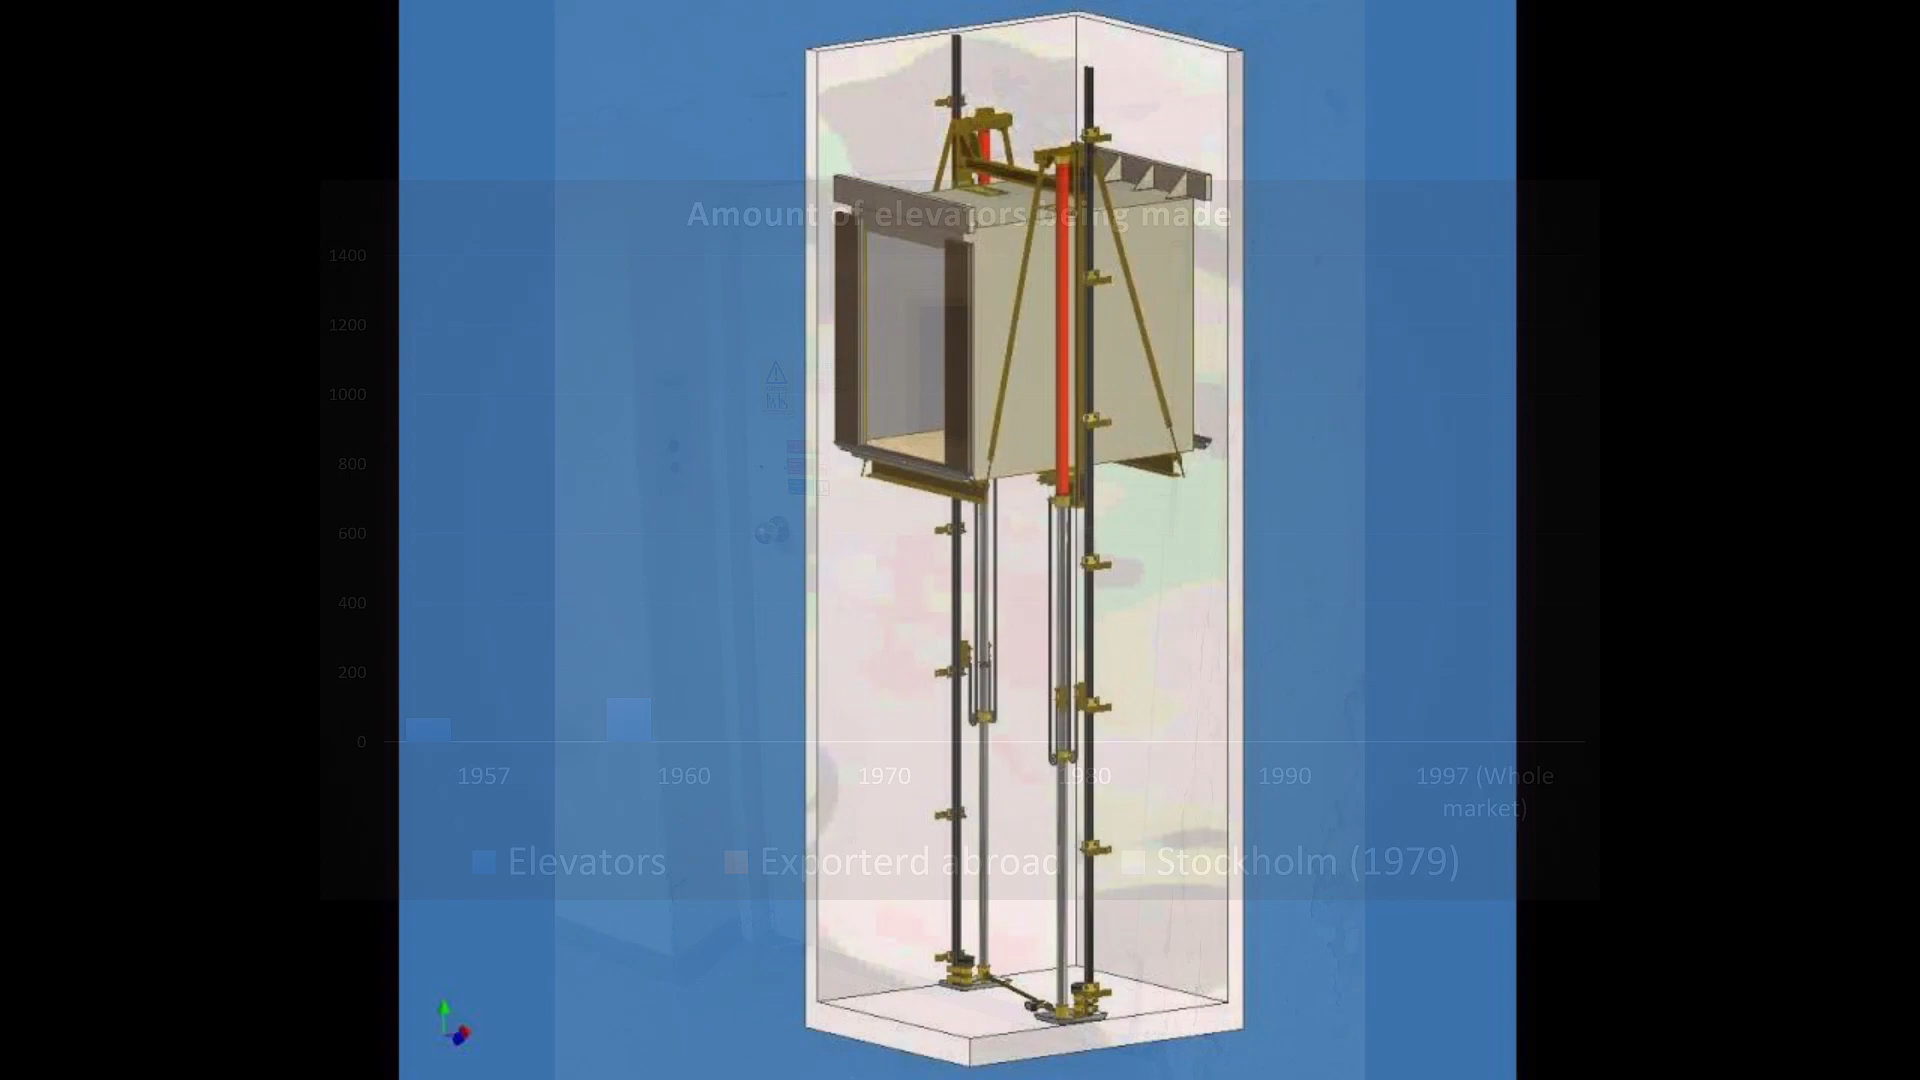 Amount of elevators being made
1400
1200
1000
800
600
400
200
0
1957
1960
1970
1980
1990
1997 (Whole
market)
Elevators
Exporterd abroad
Stockholm (1979)